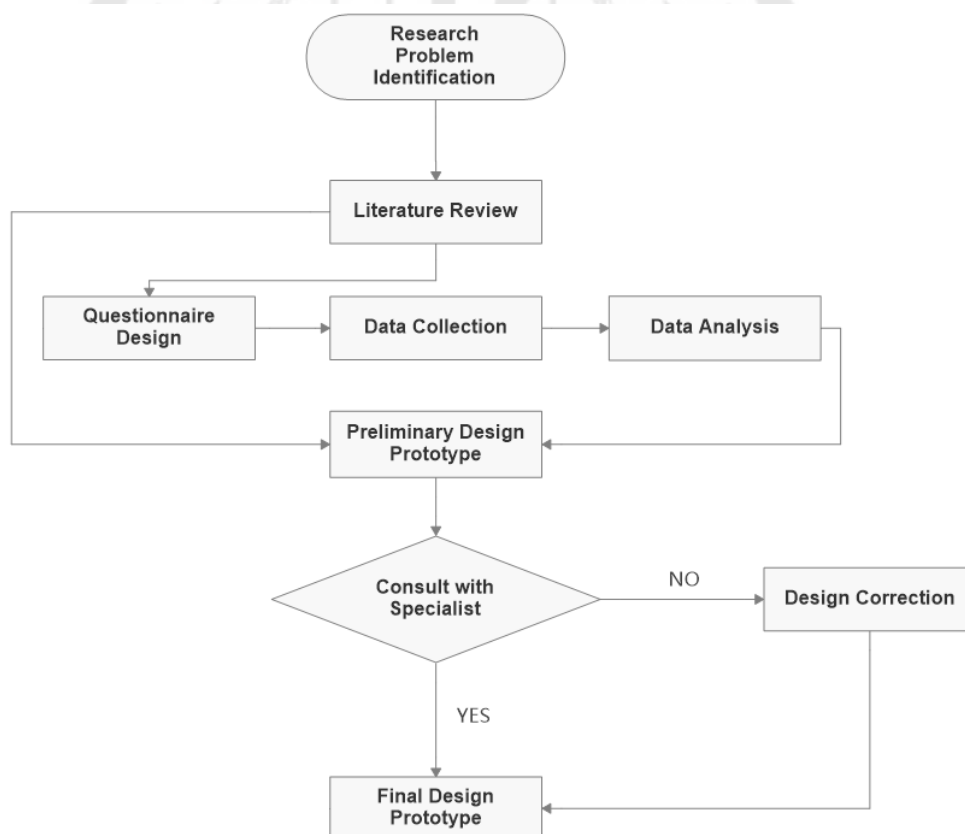 Research
Problem
Identification
Literature Review
Questionnaire
Design
Data Collection
Data Analysis
Preliminary Design
Prototype
Consult with
Specialist
NO
Design Correction
YES
Final Design
Prototype